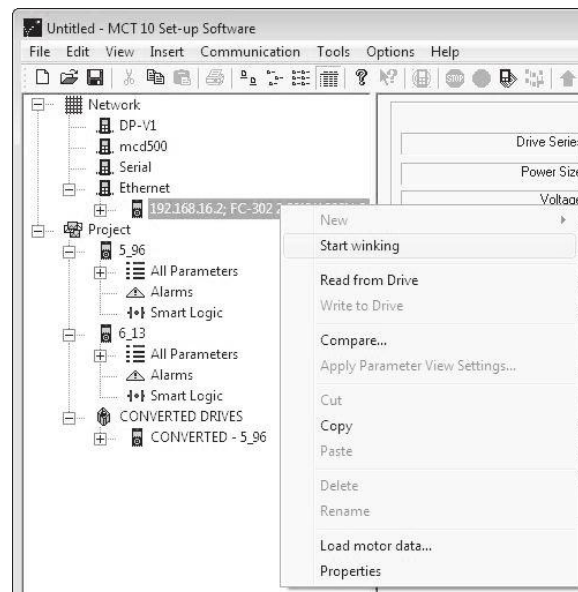 Untitled - MCT 10 Set-up Software
File Edit View Insert Communication Tools Options Help
Network
DP-V1
mcd500
Serial
Ethernet
192.168.16.2; FC-302
Project
5_96
All Parameters
Alarms
Smart Logic
6_13
All Parameters
Alarms
Smart Logic
CONVERTED DRIVES
CONVERTED - 5_96
Drive Series
Power Size
Voltage
New
Start winking
Read from Drive
Write to Drive
Compare...
Apply Parameter View Settings...
Cut
Copy
Paste
Delete
Rename
Load motor data...
Properties